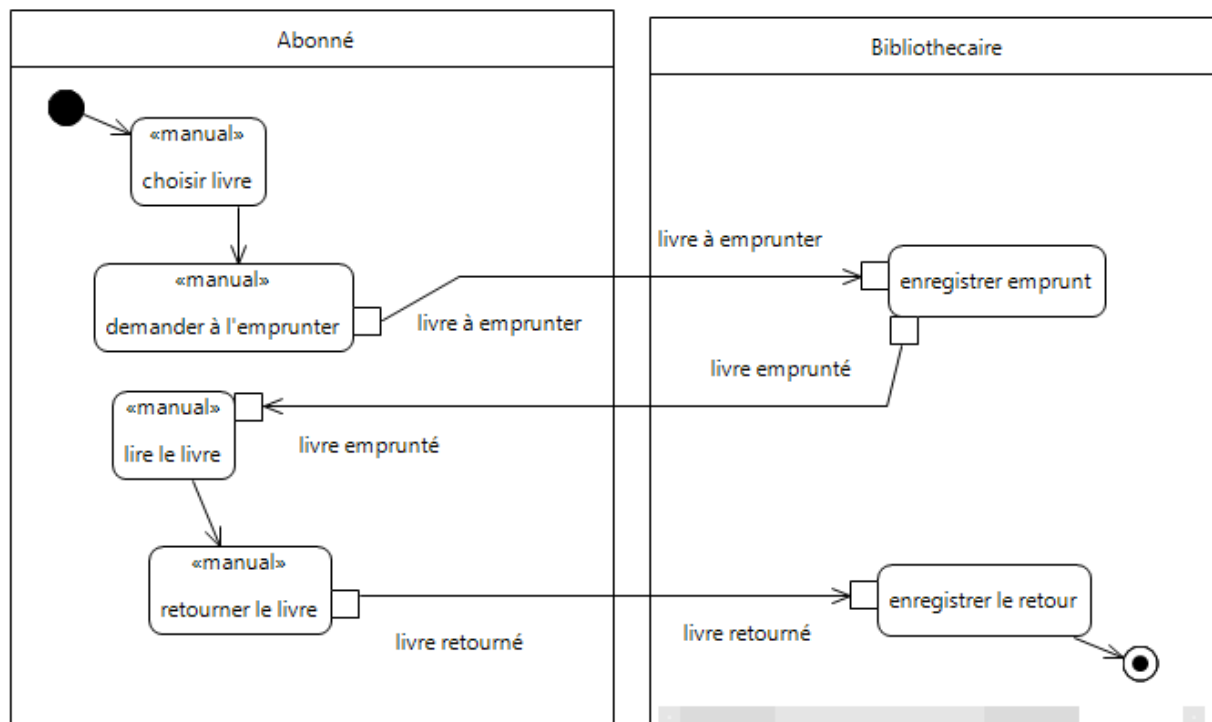 Abonné
Bibliothecaire
«manual»
choisir livre
livre à emprunter
«manual»
demander à l'emprunter
livre à emprunter
enregistrer emprunt
livre emprunté
«manual»
lire le livre
livre emprunté
«manual»
retourner le livre
livre retourné
livre retourné
enregistrer le retour